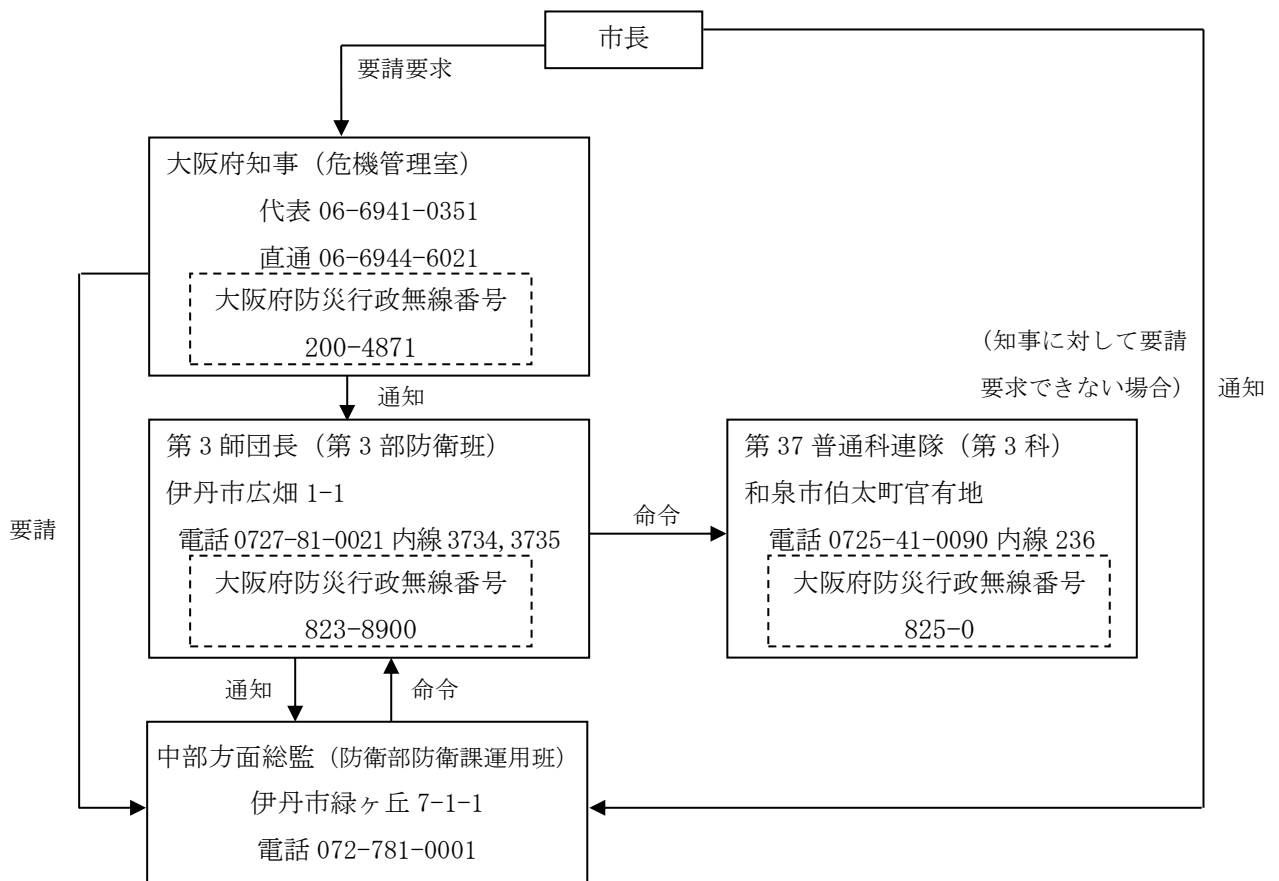 市長
要請要求
大阪府知事（危機管理室）
代表 06-6941-0351
直通 06-6944-6021
大阪府防災行政無線番号
200-4871
（知事に対して要請
要求できない場合）
通知
通知
第 3 師団長（第 3 部防衛班）
伊丹市広畑 1-1
電話 0727-81-0021 内線 3734,3735
大阪府防災行政無線番号
823-8900
命令
第 37 普通科連隊（第 3 科）
和泉市伯太町官有地
電話 0725-41-0090 内線 236
大阪府防災行政無線番号
825-0
要請
通知
命令
中部方面総監（防衛部防衛課運用班）
伊丹市緑ヶ丘 7-1-1
電話 072-781-0001